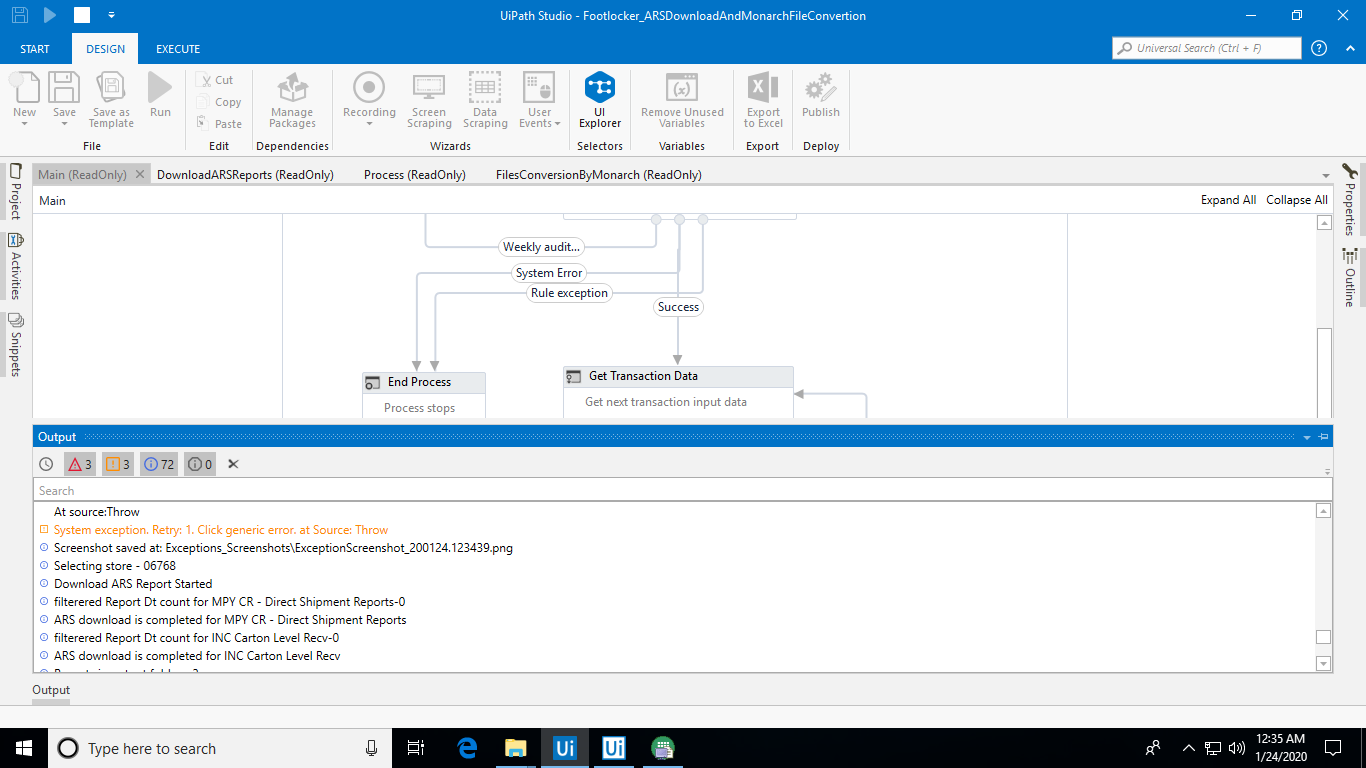 UiPath Studio - Footlocker_ARSDownloadAndMonarchFileConvertion
START DESIGN EXECUTE
Universal Search (Ctrl + F)
New
Save
Save as Template
Run
Cut
Copy
Paste
Manage Packages
Recording
Screen Scraping
Data Scraping
User Events
UI Explorer
Remove Unused Variables
Export to Excel
Publish
File Edit Dependencies Wizards Selectors Variables Export Deploy
Main (ReadOnly) DownloadARSReports (ReadOnly) Process (ReadOnly) FilesConversionByMonarch (ReadOnly)
Project
Activities
Snippets
Properties
Outline
Main Expand All Collapse All
Weekly audit...
System Error
Rule exception
Success
End Process
Process stops
Get Transaction Data
Get next transaction input data
Output
3 3 72 0
Search
At source:Throw
System exception. Retry: 1. Click generic error. at Source: Throw
Screenshot saved at: Exceptions_Screenshots\ExceptionScreenshot_200124.123439.png
Selecting store - 06768
Download ARS Report Started
filterered Report Dt count for MPY CR - Direct Shipment Reports-0
ARS download is completed for MPY CR - Direct Shipment Reports
filterered Report Dt count for INC Carton Level Recv-0
ARS download is completed for INC Carton Level Recv
Output
Type here to search
Ui
Ui
12:35 AM
1/24/2020